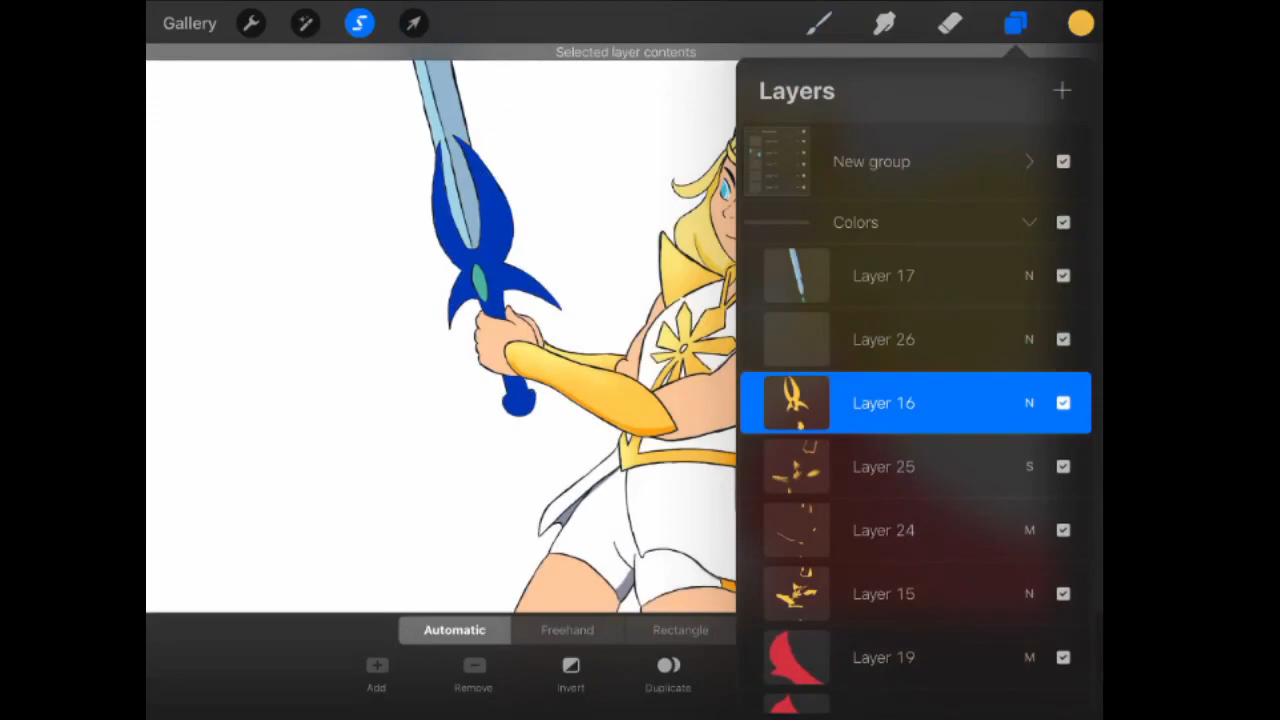 Gallery
Selected layer contents
Layers
New group
Colors
Layer 17 N
Layer 26 N
Layer 16 N
Layer 25 S
Layer 24 M
Layer 15 N
Layer 19 M
Automatic Freehand Rectangle
Add Remove Invert Duplicate